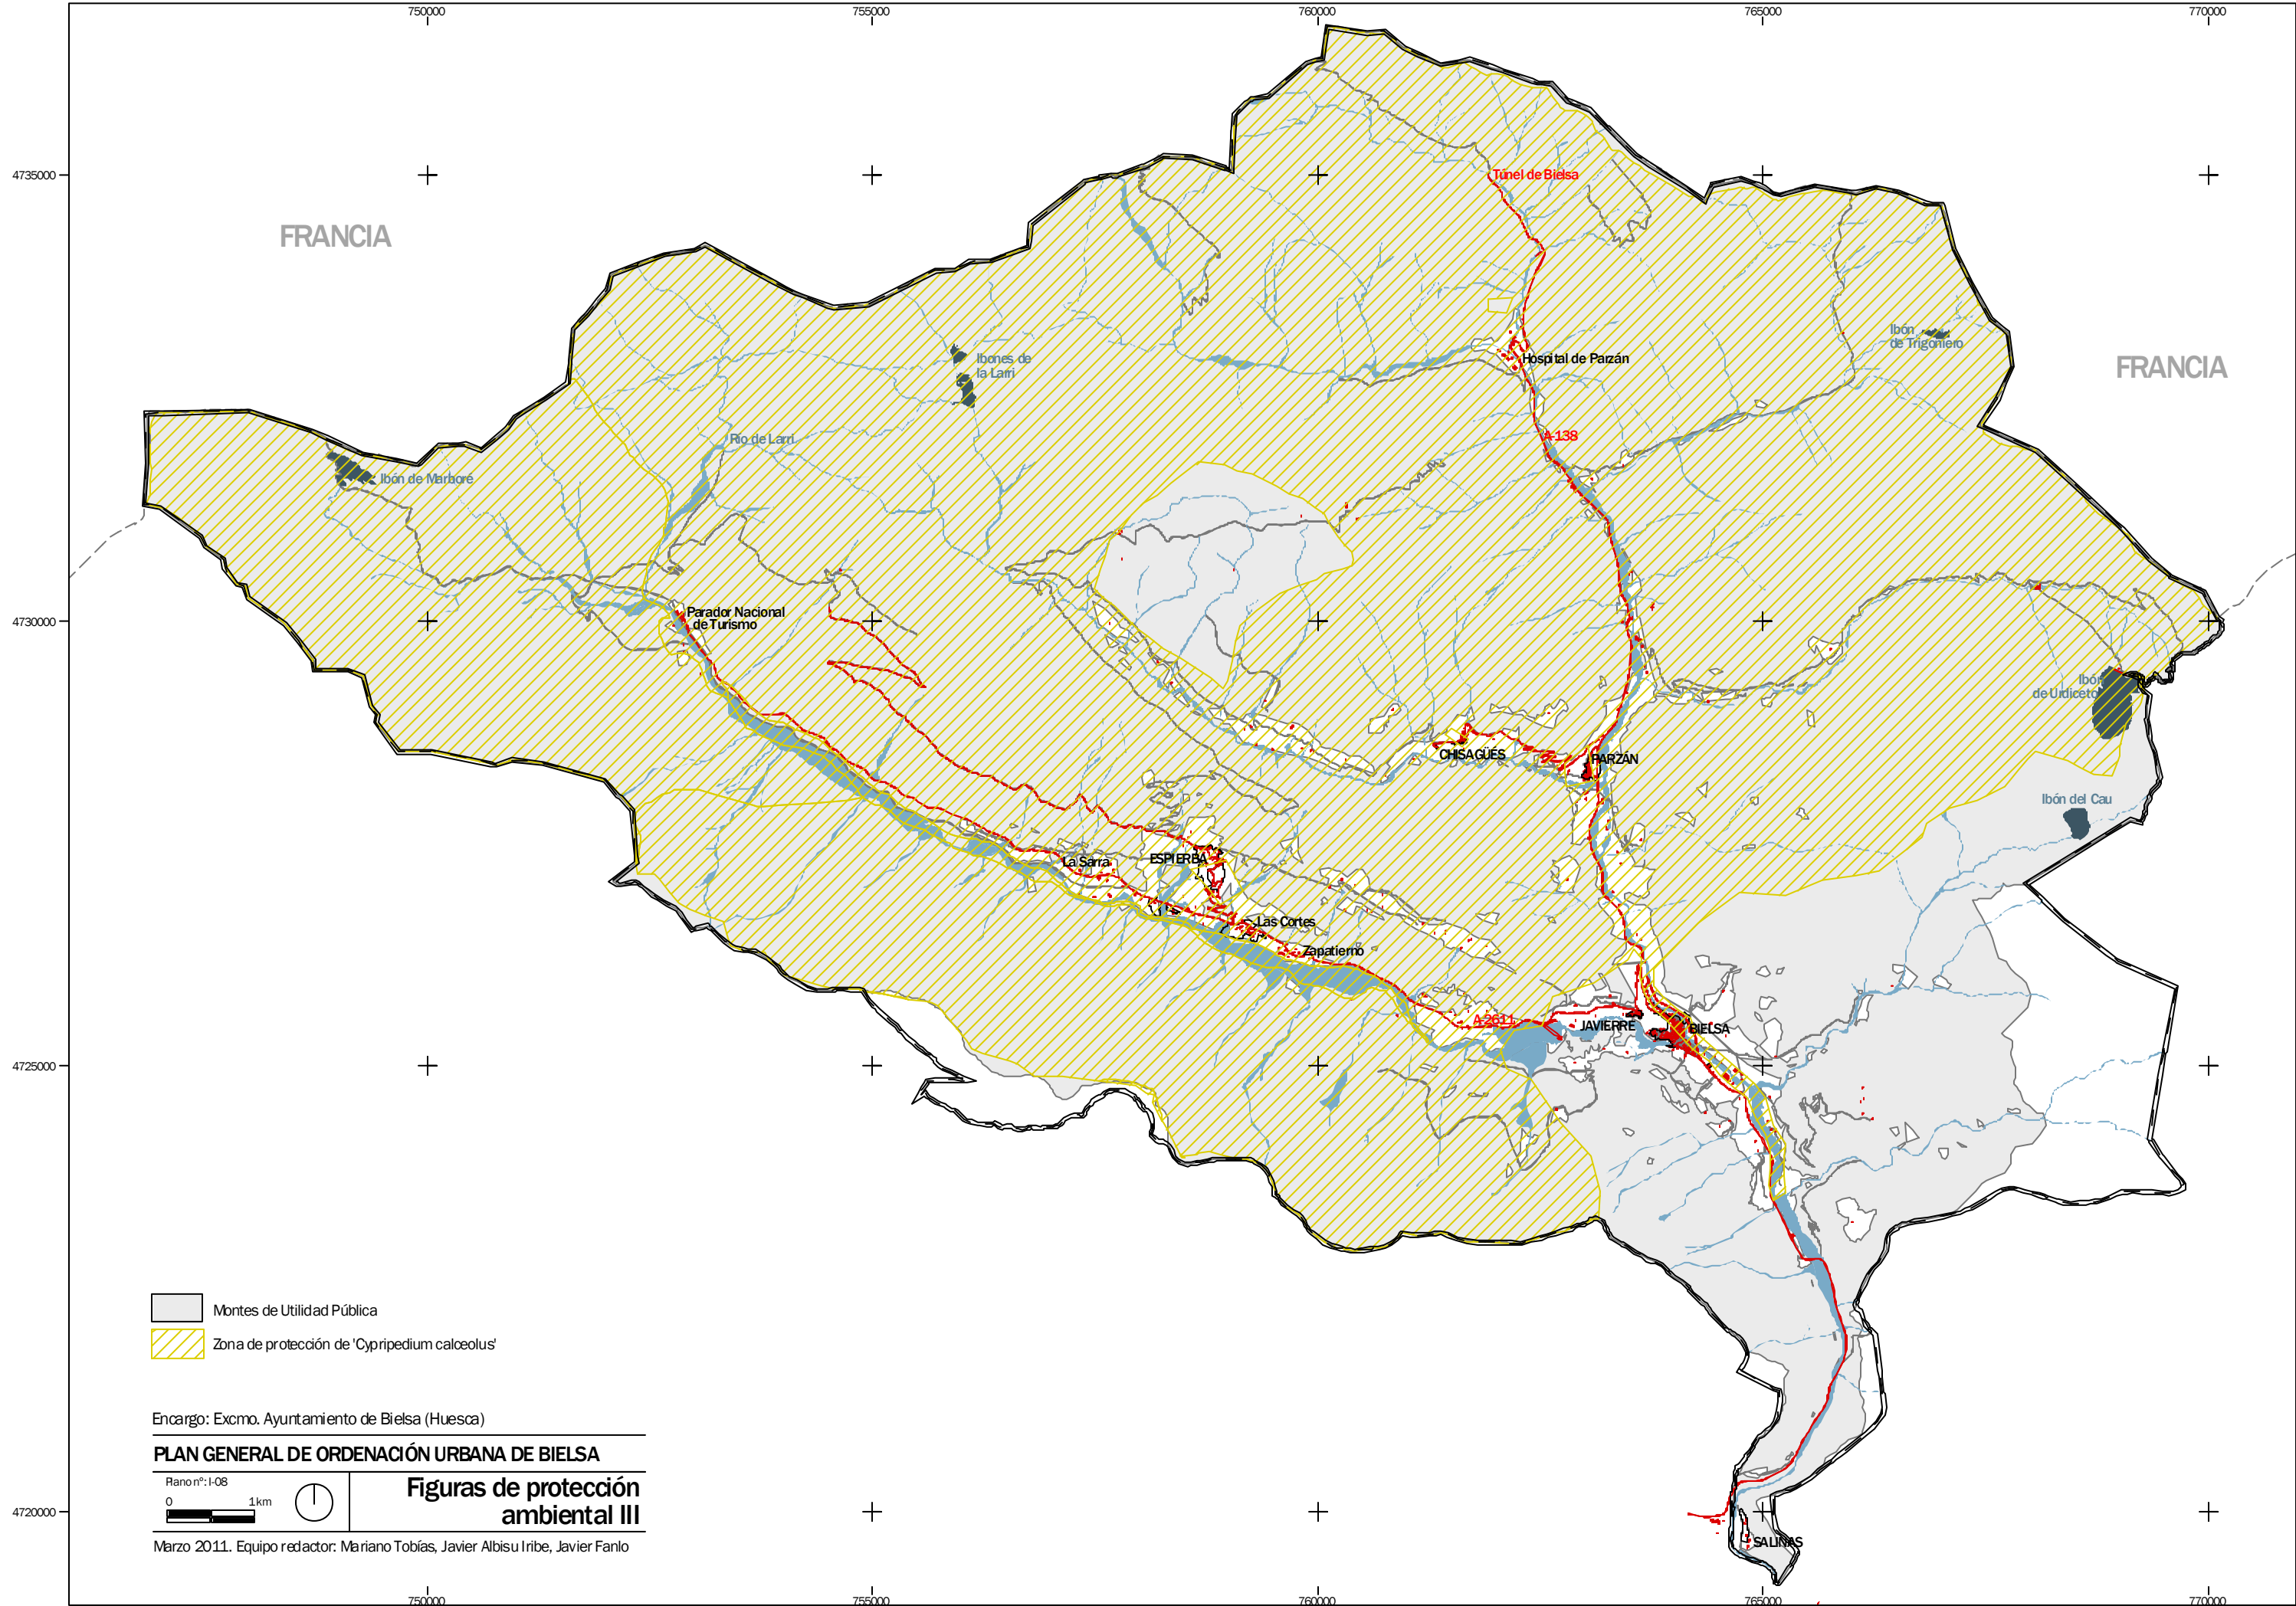 750000
755000
760000
765000
770000
4735000
Túnel de Bielsa
FRANCIA
Ibón
de Trigoniero
Ibones de
la Larri
Hospital de Parzán
FRANCIA
Río de Larri
A-138
Ibón de Marboré
4730000
Parador Nacional
de Turismo
Ibón
de Urdiceto
CHISAGÜES
PARZÁN
Ibón del Cau
La Sarra
ESPIERBA
Las Cortes
Zapatierno
A-2611
JAVIERRE
BIELSA
4725000
Montes de Utilidad Pública
Zona de protección de 'Cypripedium calceolus'
Encargo: Excmo. Ayuntamiento de Bielsa (Huesca)
PLAN GENERAL DE ORDENACIÓN URBANA DE BIELSA
Plano nº: I-08
0 1km
Figuras de protección
ambiental III
4720000
Marzo 2011. Equipo redactor: Mariano Tobías, Javier Albisu Iribe, Javier Fanlo
SALINAS
750000
755000
760000
765000
770000